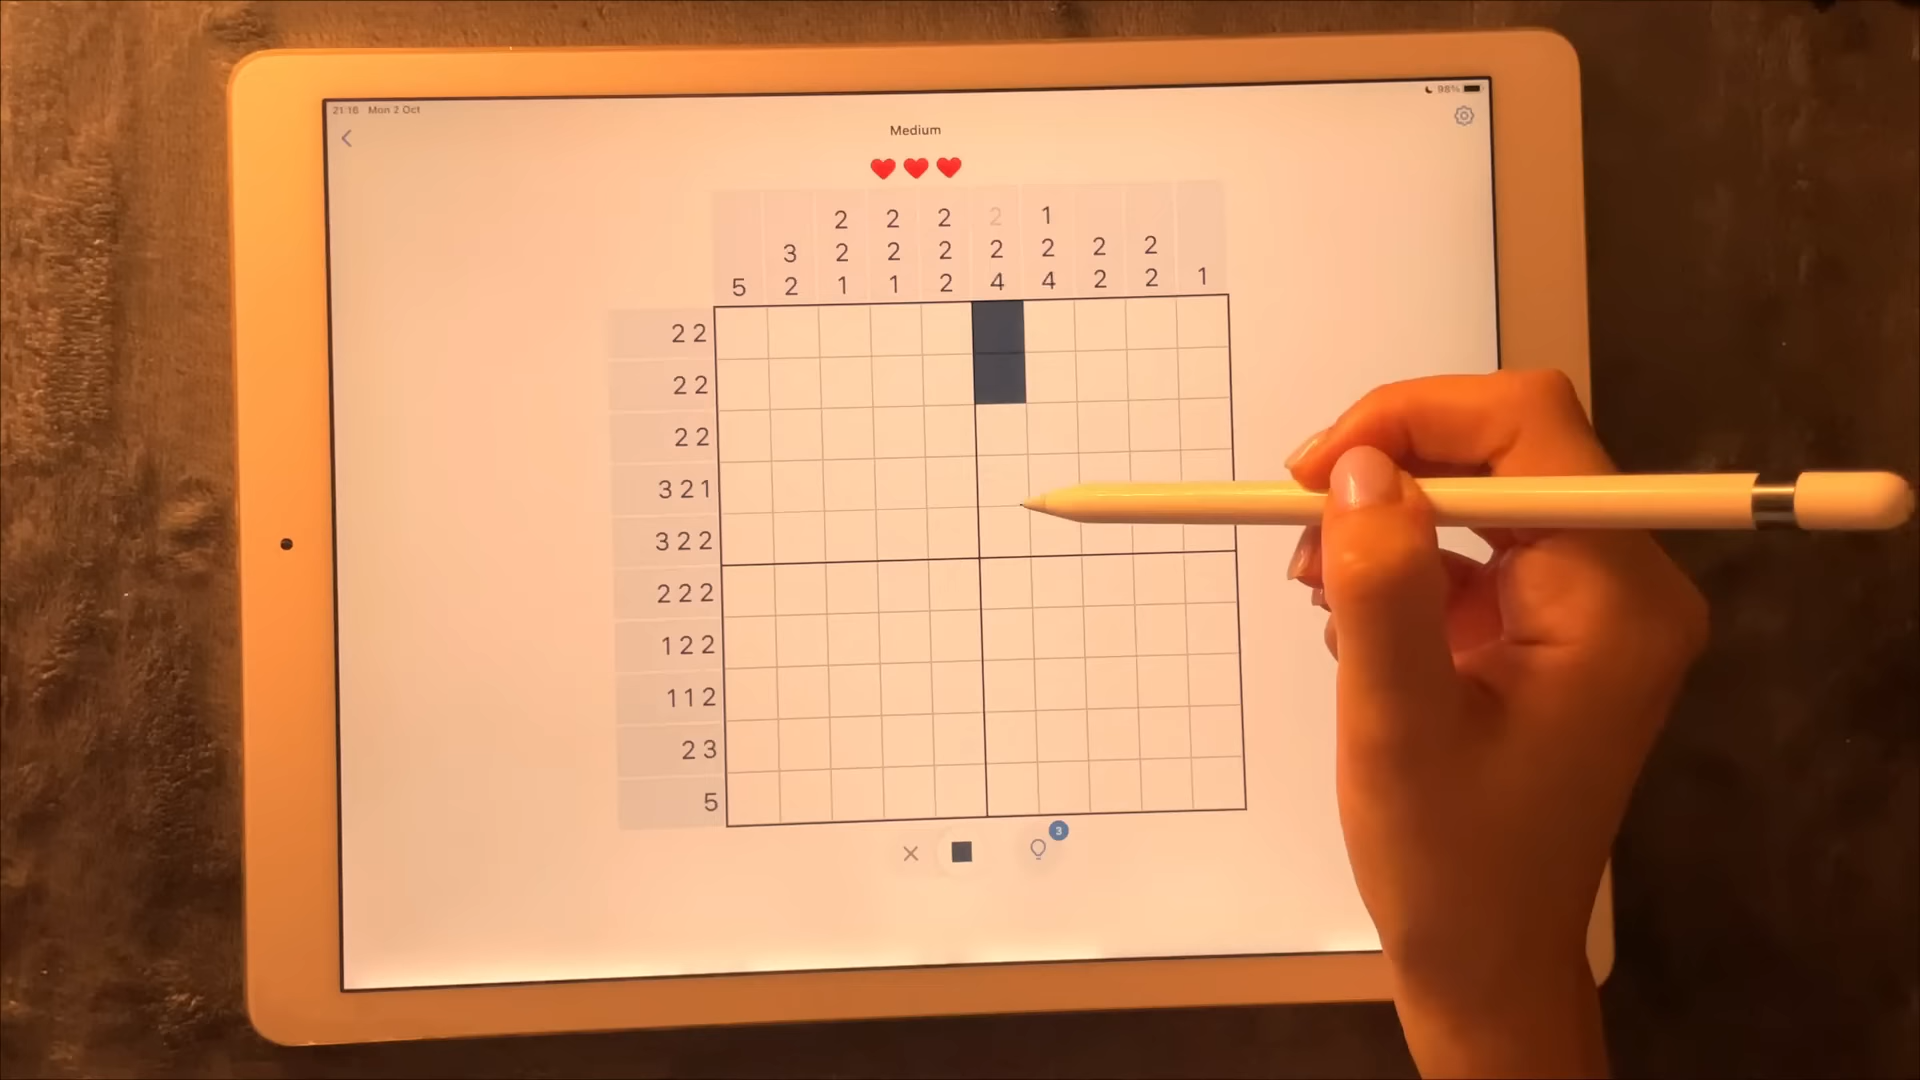 21:16 Mon 2 Oct
98%
Medium
2 2 2 2 1
3 2 2 2 2 2 2 2
5 2 1 1 2 4 4 2 2 1
2 2
2 2
2 2
3 2 1
3 2 2
2 2 2
1 2 2
1 1 2
2 3
5
3